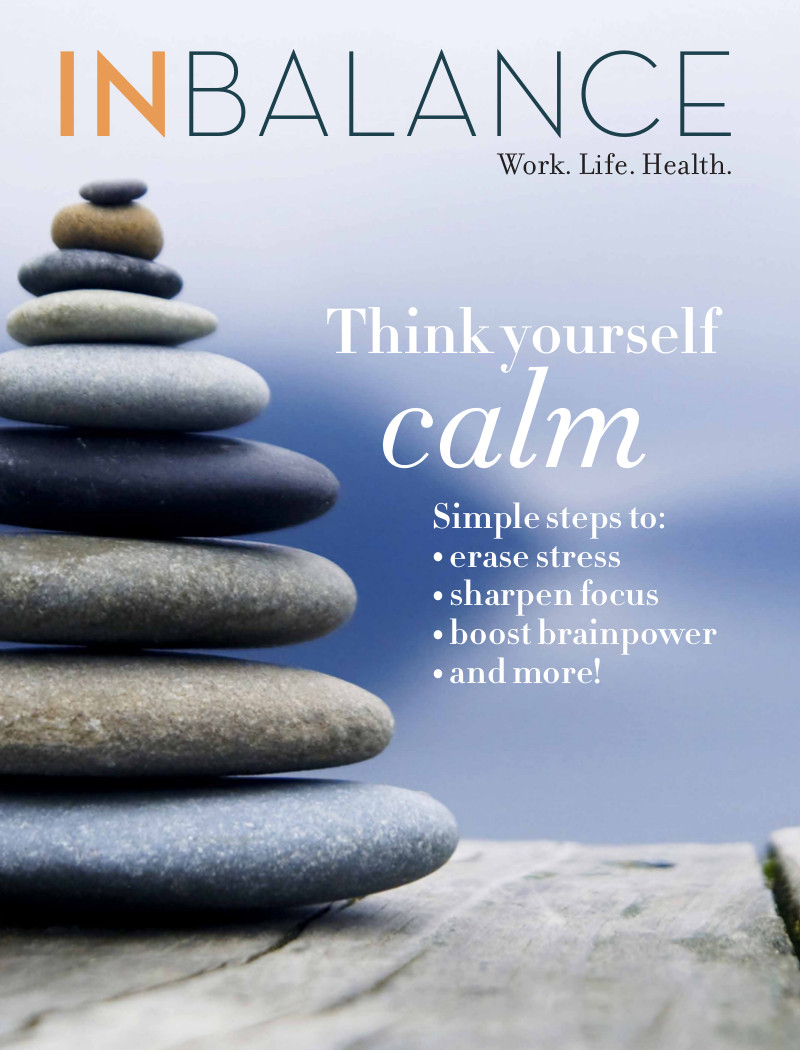 INBALANCE
Work. Life. Health.
Think yourself
calm
Simple steps to:
• erase stress
• sharpen focus
• boost brainpower
• and more!